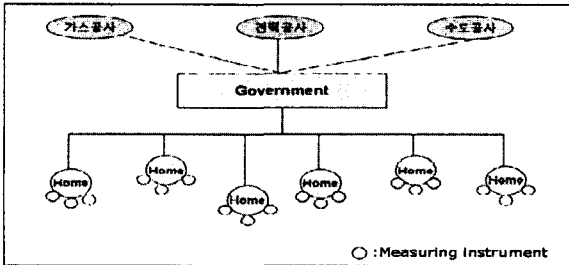 가스공사 전력공사 수도공사
Government
Home Home Home Home Home Home
:Measuring Instrument